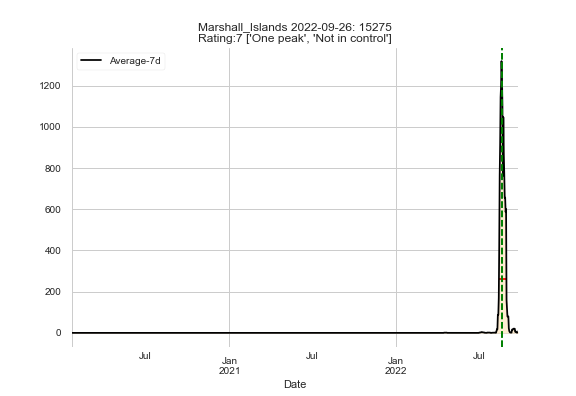 Marshall_Islands 2022-09-26: 15275
Rating:7 ['One peak', 'Not in control']
Average-7d
1200
1000
800
600
400
200
0
Jul
Jan
2021
Jul
Jan
2022
Jul
Date